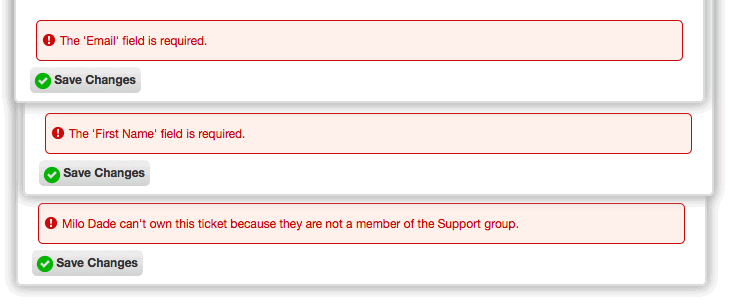 The 'Email' field is required.
Save Changes
The 'First Name' field is required.
Save Changes
Milo Dade can't own this ticket because they are not a member of the Support group.
Save Changes